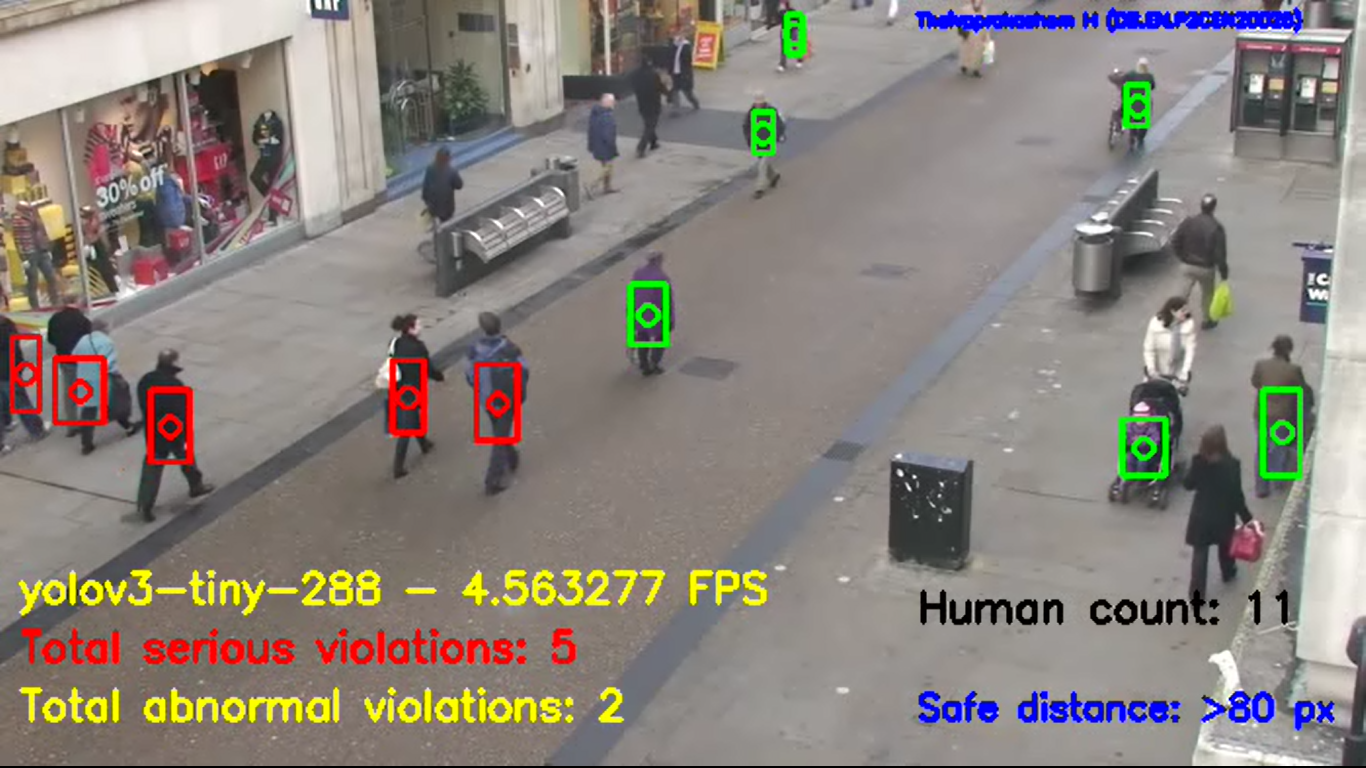 30% off
yolov3-tiny-288 - 4.563277 FPS
Total serious violations: 5
Total abnormal violations: 2
Human count: 11
Safe distance: >80 px